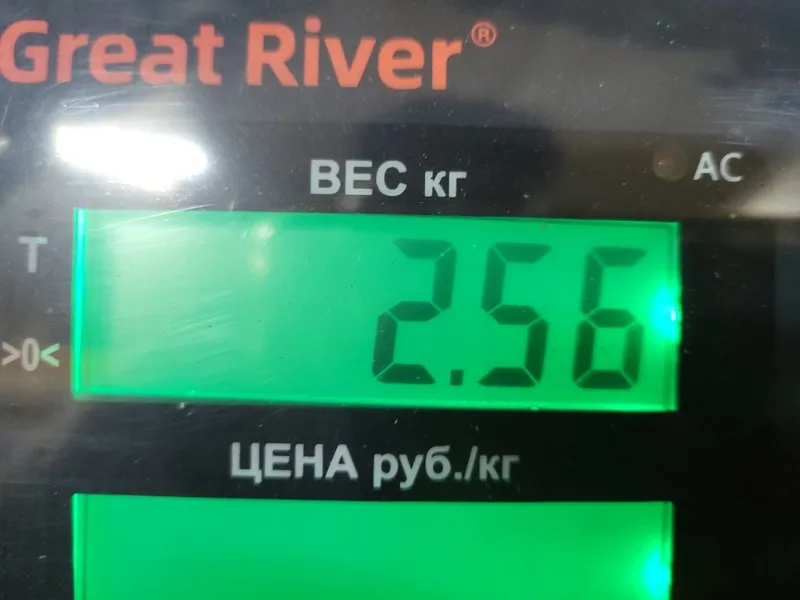 Great River®
ВЕС кг
AC
T
2.56
>0<
ЦЕНА руб./кг